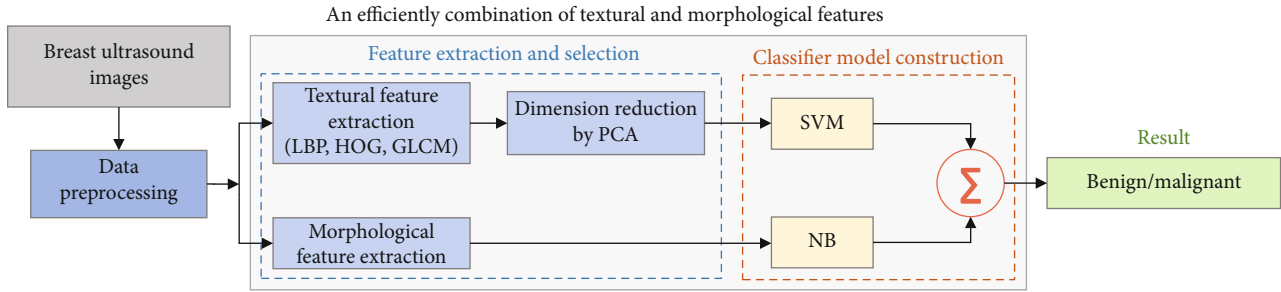 An efficiently combination of textural and morphological features
Breast ultrasound
images
Data
preprocessing
Feature extraction and selection
Textural feature
extraction
(LBP, HOG, GLCM)
Dimension reduction
by PCA
Morphological
feature extraction
Classifier model construction
SVM
NB
Σ
Result
Benign/malignant